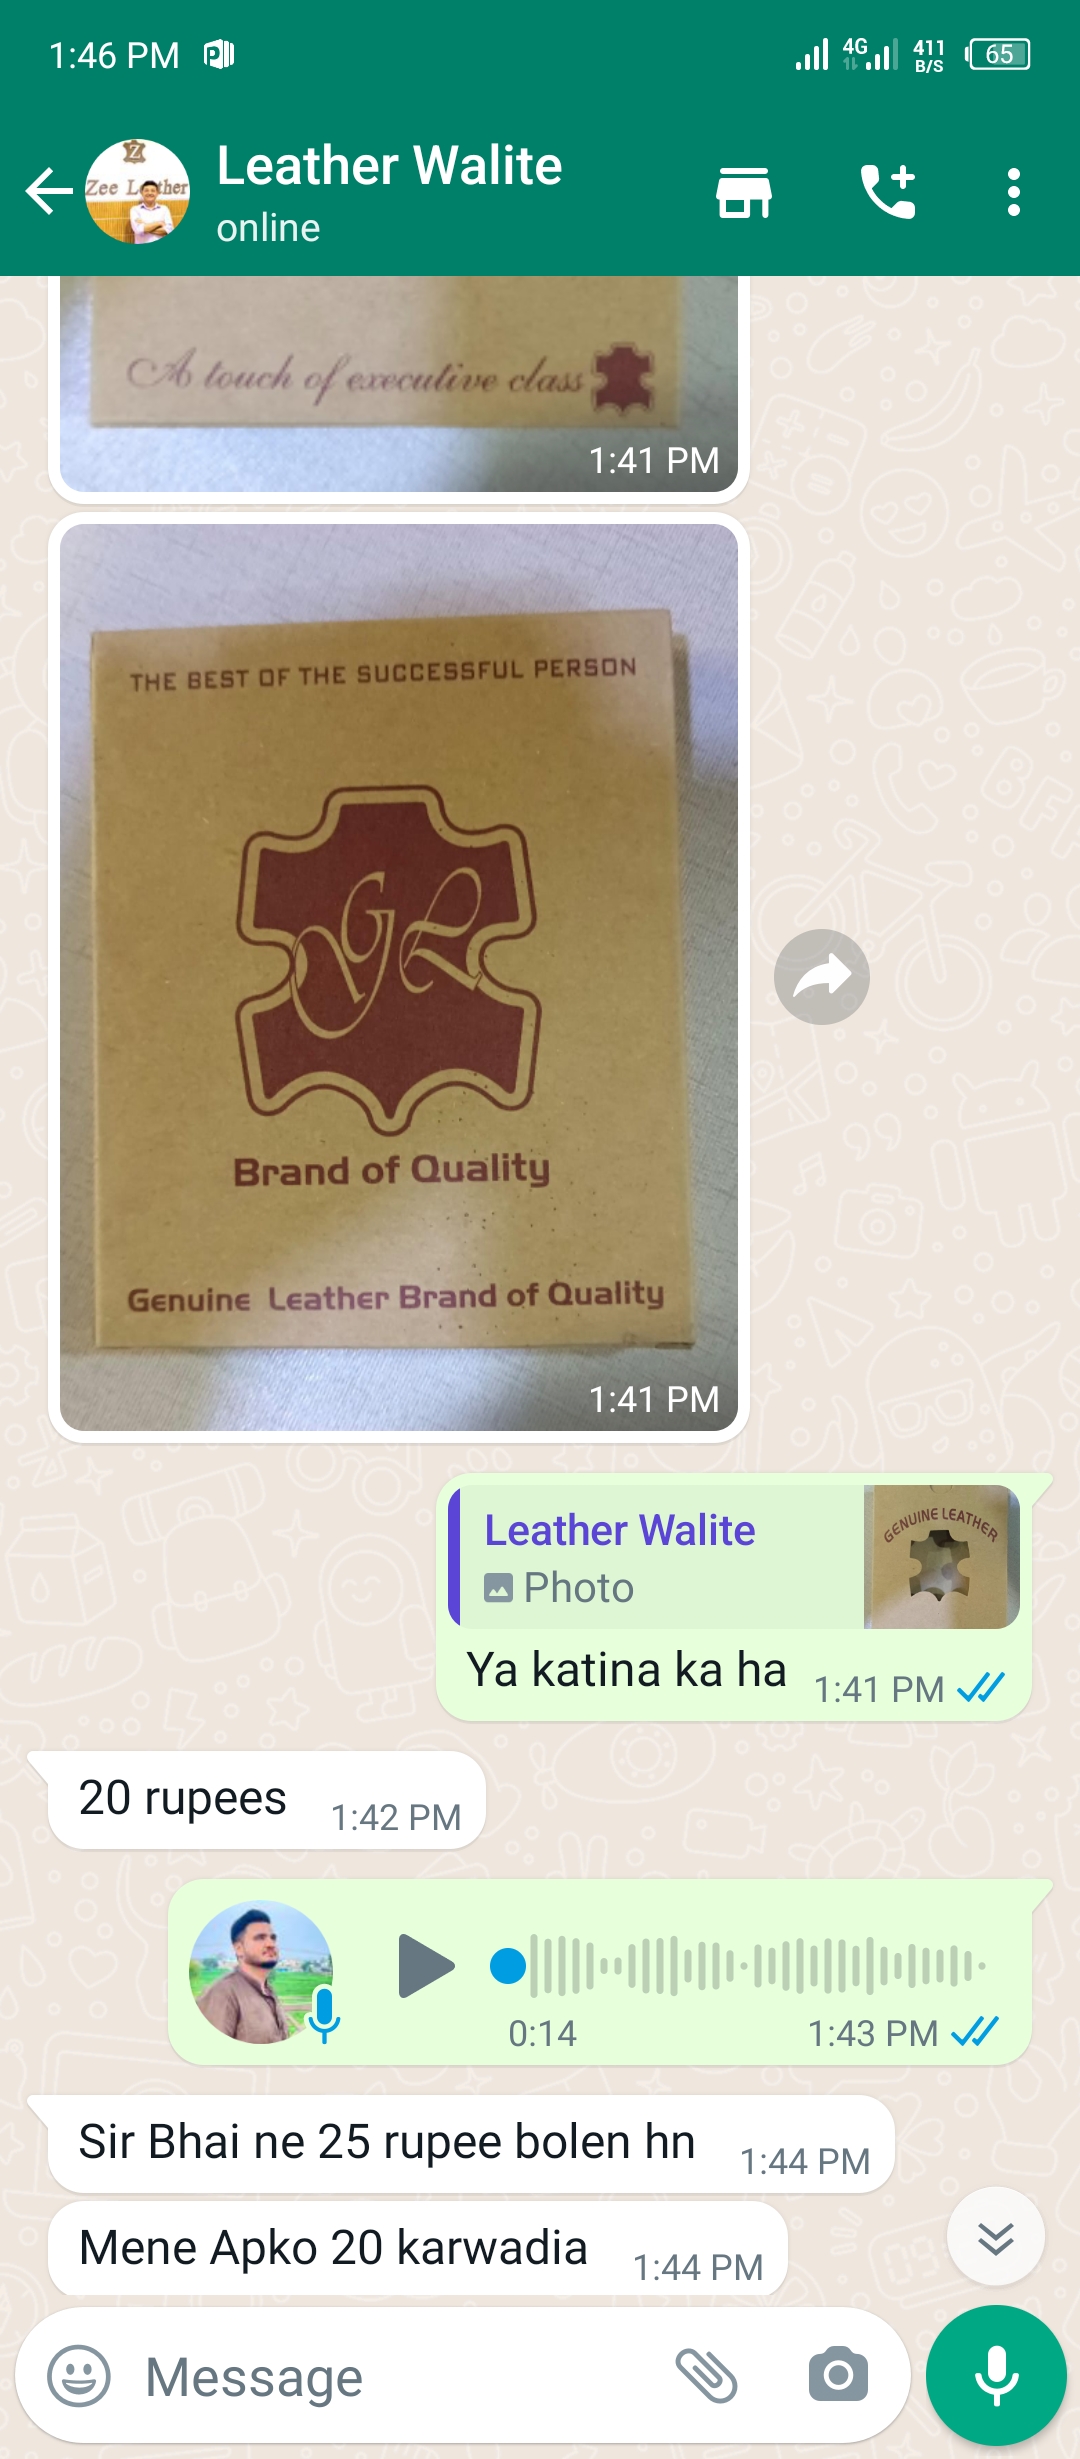 1:46 PM
4G
411
B/S
65
Z
Zee Leather
Leather Walite
online
A touch of executive class
1:41 PM
THE BEST OF THE SUCCESSFUL PERSON
VGL
Brand of Quality
Genuine Leather Brand of Quality
1:41 PM
Leather Walite
Photo
GENUINE LEATHER
Ya katina ka ha
1:41 PM
20 rupees
1:42 PM
0:14
1:43 PM
Sir Bhai ne 25 rupee bolen hn
1:44 PM
Mene Apko 20 karwadia
1:44 PM
Message